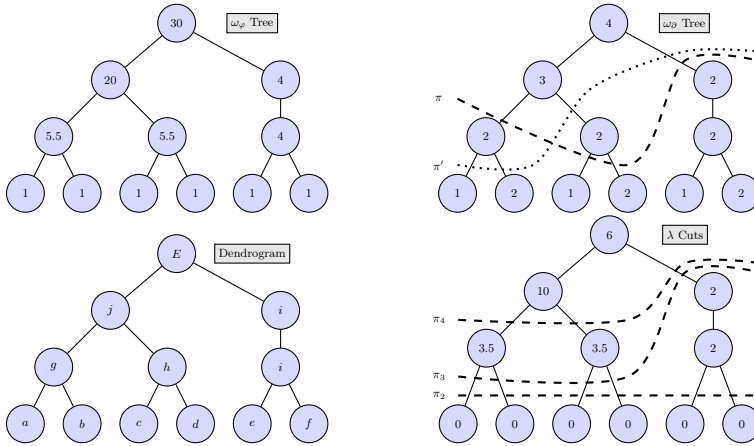 30
ω_φ Tree
20
4
5.5
5.5
4
1 1 1 1 1 1
4
ω_∂ Tree
3
2
π
2
2
2
π′
1 2 1 2 1 2
E
Dendrogram
j
i
g
h
i
a b c d e f
6
λ Cuts
10
2
π₄
3.5
3.5
2
π₃
π₂
0 0 0 0 0 0